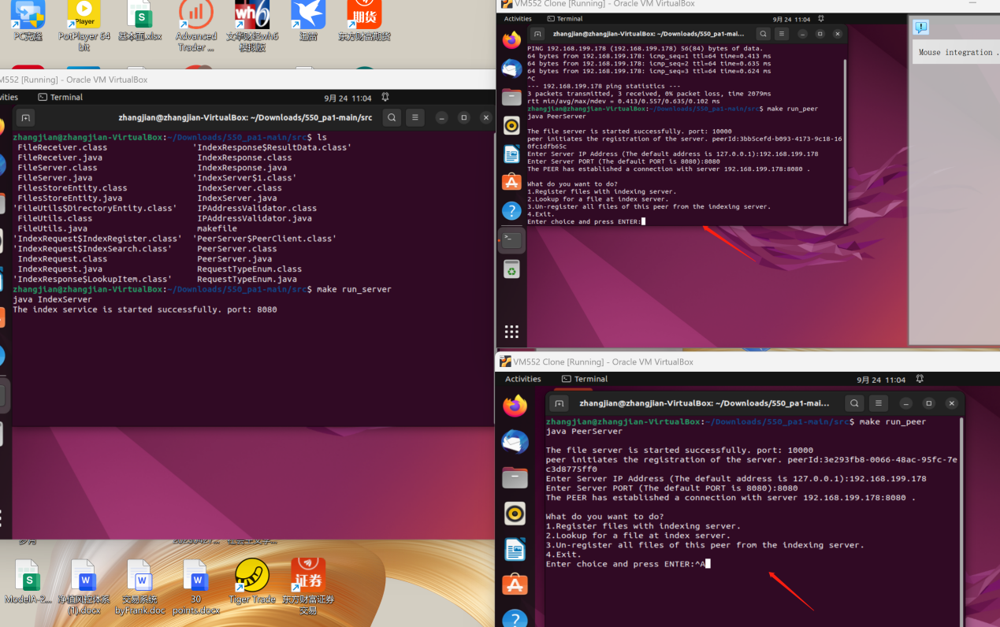 PC克隆
PotPlayer 64 bit
基本面.xlsx
Advanced Trader ...
文华财经wh6 模拟版
迅雷
东方财富期货
M552 [Running] - Oracle VM VirtualBox
vities
Terminal
9月 24 11:04
zhangjian@zhangjian-VirtualBox: ~/Downloads/550_pa1-main/src
zhangjian@zhangjian-VirtualBox:~/Downloads/550_pa1-main/src$ ls
FileReceiver.class 'IndexResponse$ResultData.class'
FileReceiver.java IndexResponse.class
FileServer.class IndexResponse.java
FileServer.java 'IndexServer$1.class'
FilesStoreEntity.class IndexServer.class
FilesStoreEntity.java IndexServer.java
'FileUtils$DirectoryEntity.class' IPAddressValidator.class
FileUtils.class IPAddressValidator.java
FileUtils.java makefile
'IndexRequest$IndexRegister.class' 'PeerServer$PeerClient.class'
'IndexRequest$IndexSearch.class' PeerServer.class
IndexRequest.class PeerServer.java
IndexRequest.java RequestTypeEnum.class
'IndexResponse$LookupItem.class' RequestTypeEnum.java
zhangjian@zhangjian-VirtualBox:~/Downloads/550_pa1-main/src$ make run_server
java IndexServer
The index service is started successfully. port: 8080
ModelA-2...
净值风控体系 (1).docx
交易系统 byFrank.doc
30 points.docx
Tiger Trade
东方财富证券 交易
证券
VM552 Clone [Running] - Oracle VM VirtualBox
Activities
Terminal
9月 24 11:04
zhangjian@zhangjian-VirtualBox: ~/Downloads/550_pa1-mai...
PING 192.168.199.178 (192.168.199.178) 56(84) bytes of data.
64 bytes from 192.168.199.178: icmp_seq=1 ttl=64 time=0.413 ms
64 bytes from 192.168.199.178: icmp_seq=2 ttl=64 time=0.635 ms
64 bytes from 192.168.199.178: icmp_seq=3 ttl=64 time=0.624 ms
^C
--- 192.168.199.178 ping statistics ---
3 packets transmitted, 3 received, 0% packet loss, time 2079ms
rtt min/avg/max/mdev = 0.413/0.557/0.635/0.102 ms
zhangjian@zhangjian-VirtualBox:~/Downloads/550_pa1-main/src$ make run_peer
java PeerServer
The file server is started successfully. port: 10000
peer initiates the registration of the server. peerId:3bb5cefd-b093-4173-9c18-16
0fc1dfb65c
Enter Server IP Address (The default address is 127.0.0.1):192.168.199.178
Enter Server PORT (The default PORT is 8080):8080
The PEER has established a connection with server 192.168.199.178:8080 .
What do you want to do?
1.Register files with indexing server.
2.Lookup for a file at index server.
3.Un-register all files of this peer from the indexing server.
4.Exit.
Enter choice and press ENTER:
Mouse integration .
VM552 Clone [Running] - Oracle VM VirtualBox
Activities
Terminal
9月 24 11:04
zhangjian@zhangjian-VirtualBox: ~/Downloads/550_pa1-mai...
zhangjian@zhangjian-VirtualBox:~/Downloads/550_pa1-main/src$ make run_peer
java PeerServer
The file server is started successfully. port: 10000
peer initiates the registration of the server. peerId:3e293fb8-0066-48ac-95fc-7e
c3d8775ff0
Enter Server IP Address (The default address is 127.0.0.1):192.168.199.178
Enter Server PORT (The default PORT is 8080):8080
The PEER has established a connection with server 192.168.199.178:8080 .
What do you want to do?
1.Register files with indexing server.
2.Lookup for a file at index server.
3.Un-register all files of this peer from the indexing server.
4.Exit.
Enter choice and press ENTER:^A